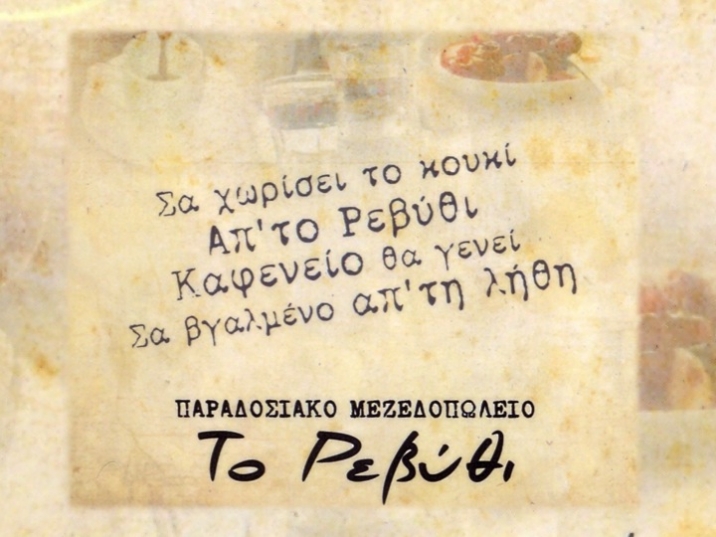 Σα χωρίσει το κουκί
Απ'το Ρεβύθι
Καφενείο θα γενεί
Σα βγαλμένο απ'τη λήθη
ΠΑΡΑΔΟΣΙΑΚΟ ΜΕΖΕΔΟΠΩΛΕΙΟ
Το Ρεβύθι